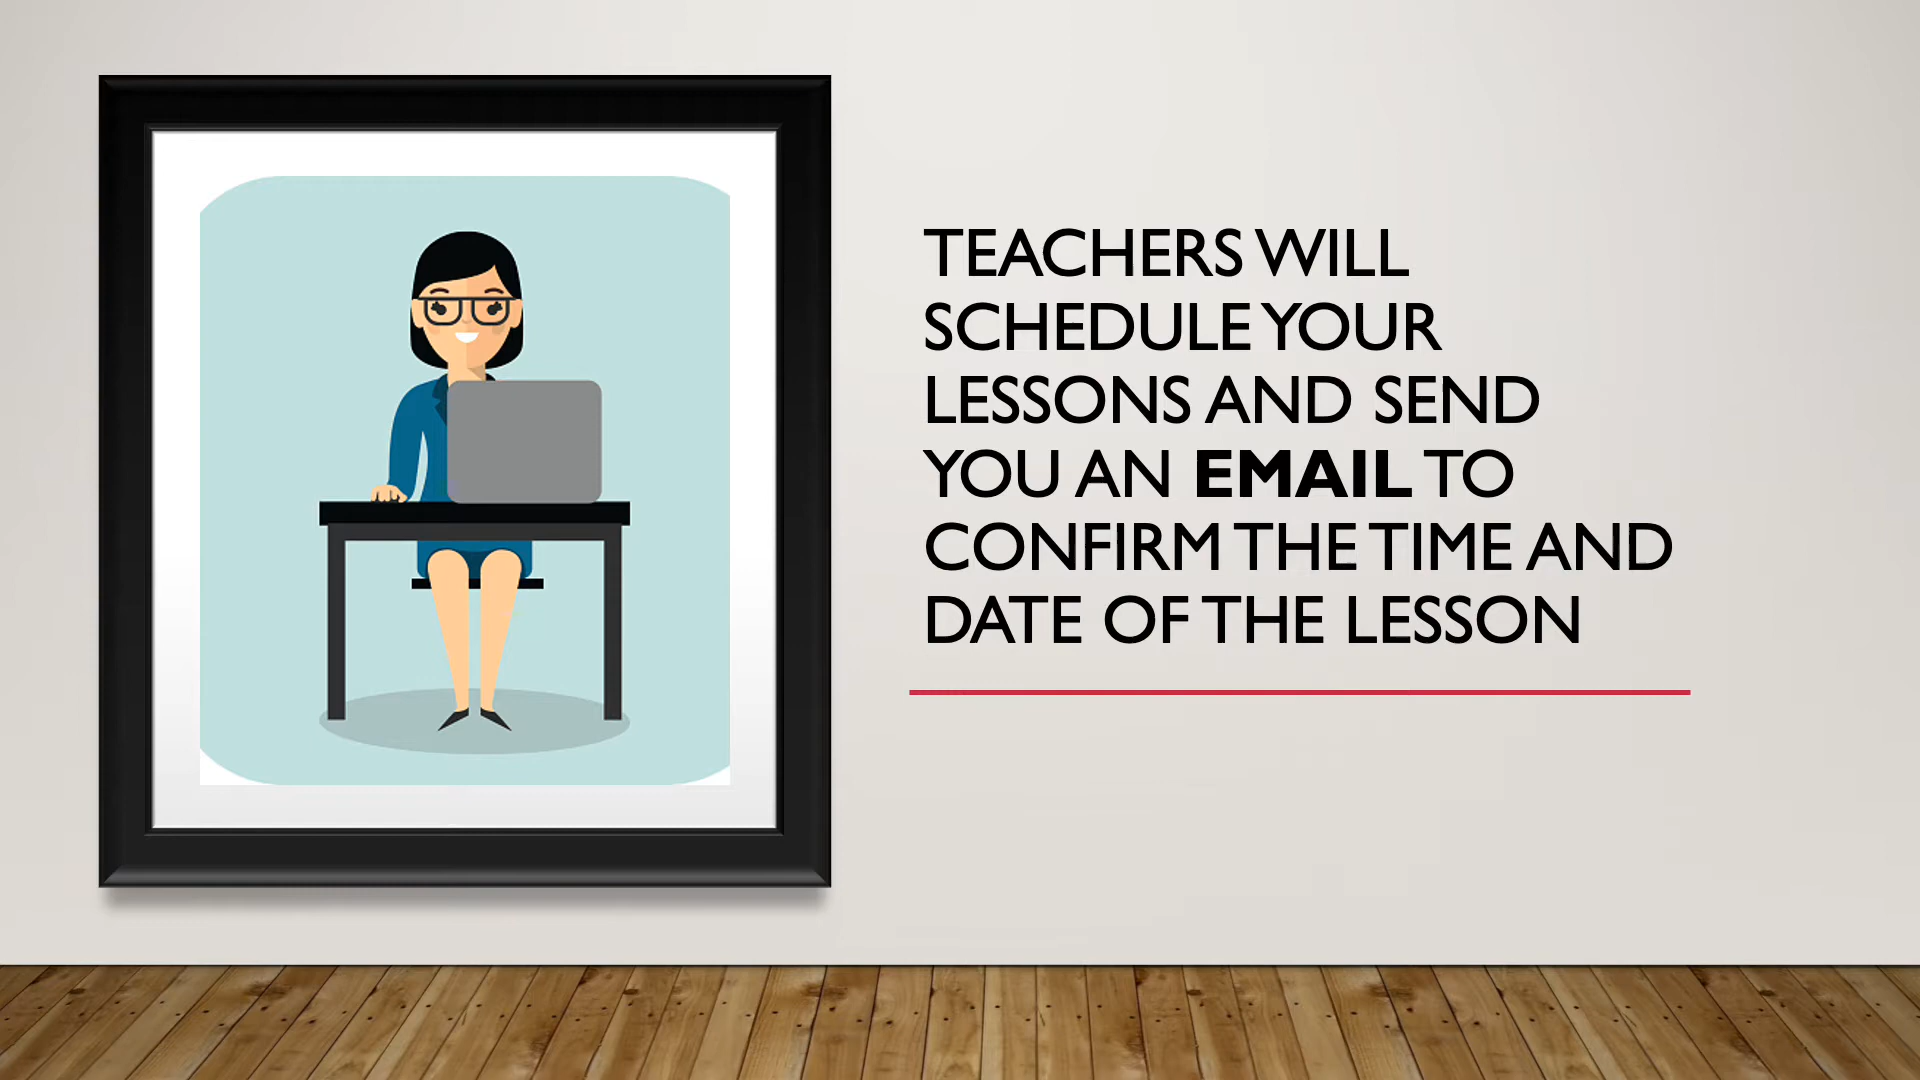 TEACHERS WILL
SCHEDULE YOUR
LESSONS AND SEND
YOU AN EMAIL TO
CONFIRM THE TIME AND
DATE OF THE LESSON